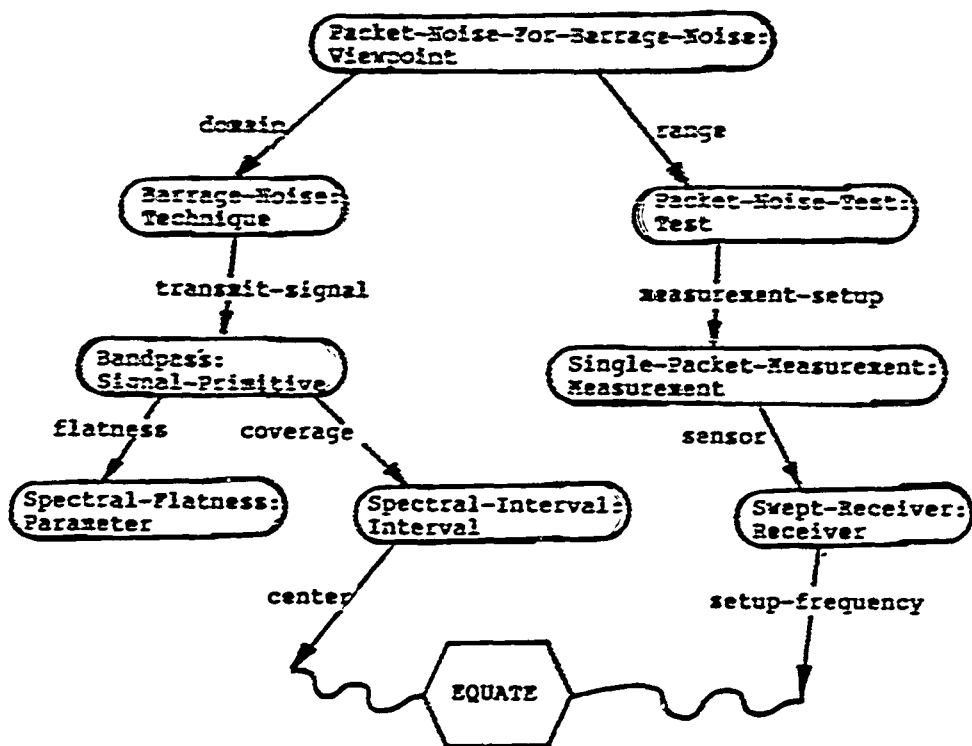 Packet-Noise-For-Barrage-Noise:
Viewpoint
domain
range
Barrage-Noise:
Technique
Packet-Noise-Test:
Test
transmit-signal
measurement-setup
Bandpass:
Signal-Primitive
Single-Packet-Measurement:
Measurement
flatness
coverage
sensor
Spectral-Flatness:
Parameter
Spectral-Interval:
Interval
Swept-Receiver:
Receiver
center
setup-frequency
EQUATE